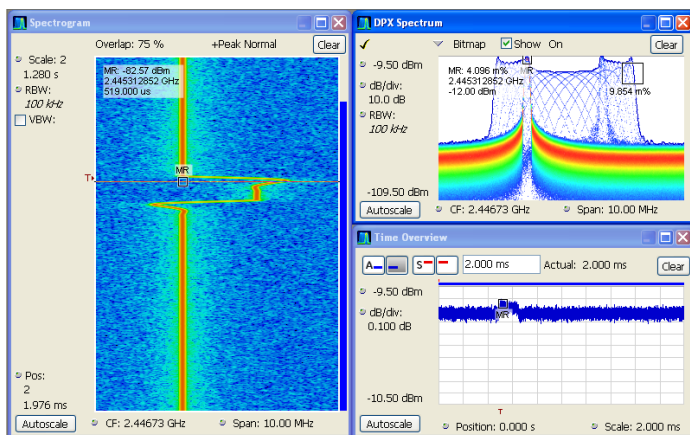 Spectrogram
Overlap: 75 %
+Peak Normal
Clear
Scale: 2
1.280 s
RBW:
100 kHz
VBW:
MR: -82.57 dBm
2.445312852 GHz
519.000 us
MR
T
Pos:
2
1.976 ms
Autoscale
CF: 2.44673 GHz
Span: 10.00 MHz
DPX Spectrum
Bitmap
Show
On
Clear
-9.50 dBm
dB/div:
10.0 dB
RBW:
100 kHz
-109.50 dBm
MR: 4.096 m%
2.445312852 GHz
-12.00 dBm
MR
9.854 m%
Autoscale
CF: 2.44673 GHz
Span: 10.00 MHz
Time Overview
A
S
2.000 ms
Actual: 2.000 ms
Clear
-9.50 dBm
dB/div:
0.100 dB
MR
-10.50 dBm
T
Autoscale
Position: 0.000 s
Scale: 2.000 ms